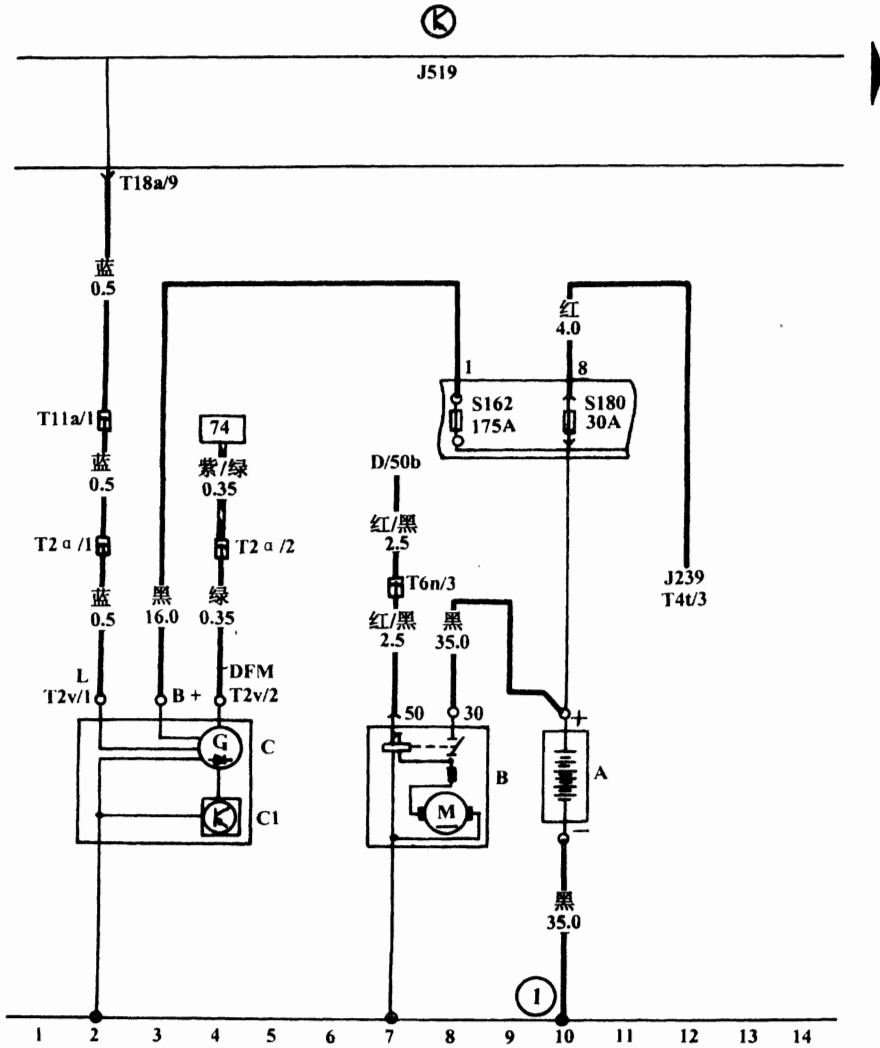 J519
T18a/9
蓝
0.5
红
4.0
1
8
S162
175A
S180
30A
T11a/1
74
蓝
0.5
紫/绿
0.35
D/50b
红/黑
2.5
T2α/1
T2α/2
T6n/3
J239
T4t/3
蓝
0.5
黑
16.0
绿
0.35
红/黑
2.5
黑
35.0
L
T2v/1
B +
DFM
T2v/2
50
30
+
G
C
B
A
C1
M
−
黑
35.0
1
1 2 3 4 5 6 7 8 9 10 11 12 13 14